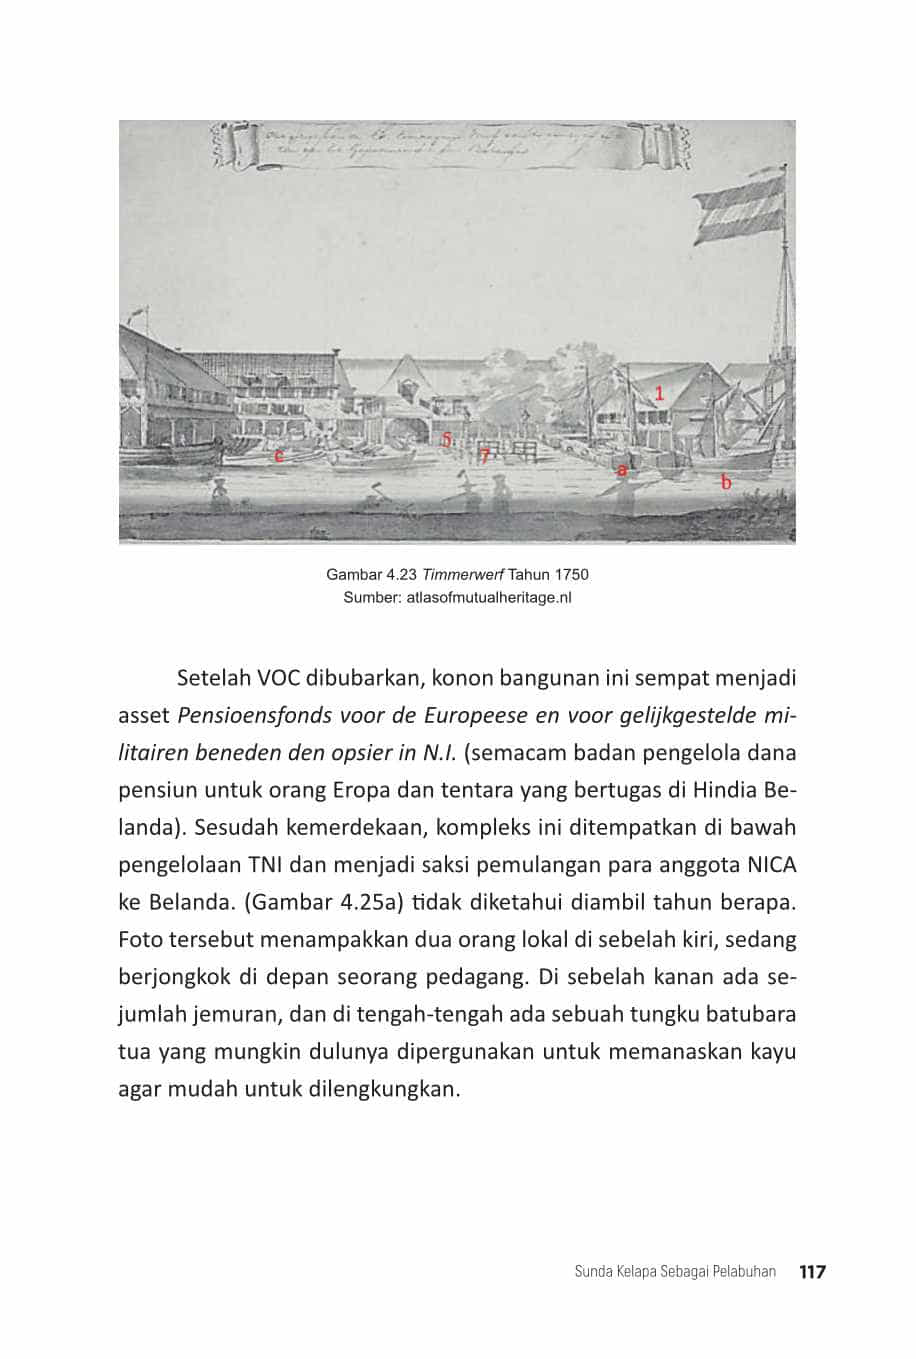 1
5
c
7
a
b
Gambar 4.23 Timmerwerf Tahun 1750
Sumber: atlasofmutualheritage.nl
Setelah VOC dibubarkan, konon bangunan ini sempat menjadi
asset Pensioensfonds voor de Europeese en voor gelijkgestelde mi-
litairen beneden den opsier in N.I. (semacam badan pengelola dana
pensiun untuk orang Eropa dan tentara yang bertugas di Hindia Be-
landa). Sesudah kemerdekaan, kompleks ini ditempatkan di bawah
pengelolaan TNI dan menjadi saksi pemulangan para anggota NICA
ke Belanda. (Gambar 4.25a) tidak diketahui diambil tahun berapa.
Foto tersebut menampakkan dua orang lokal di sebelah kiri, sedang
berjongkok di depan seorang pedagang. Di sebelah kanan ada se-
jumlah jemuran, dan di tengah-tengah ada sebuah tungku batubara
tua yang mungkin dulunya dipergunakan untuk memanaskan kayu
agar mudah untuk dilengkungkan.
Sunda Kelapa Sebagai Pelabuhan 117